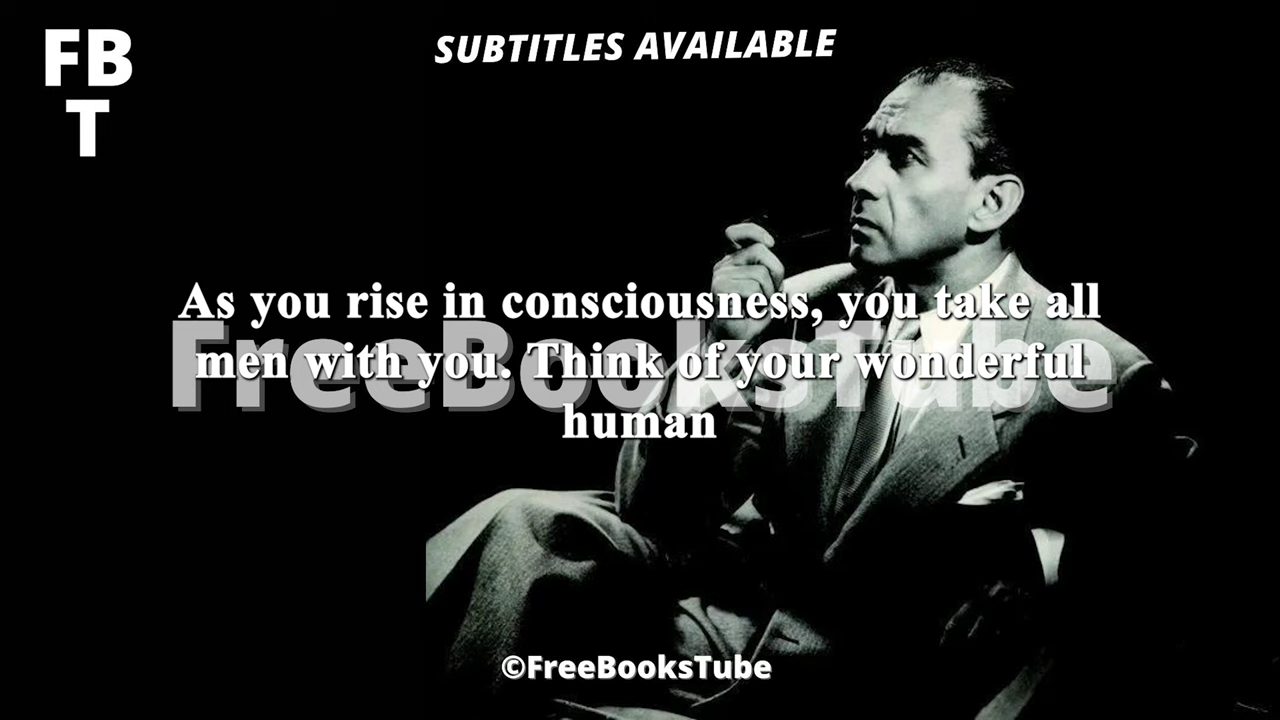 FB
T
SUBTITLES AVAILABLE
As you rise in consciousness, you take all
men with you. Think of your wonderful
human
FreeBooksTube
©FreeBooksTube